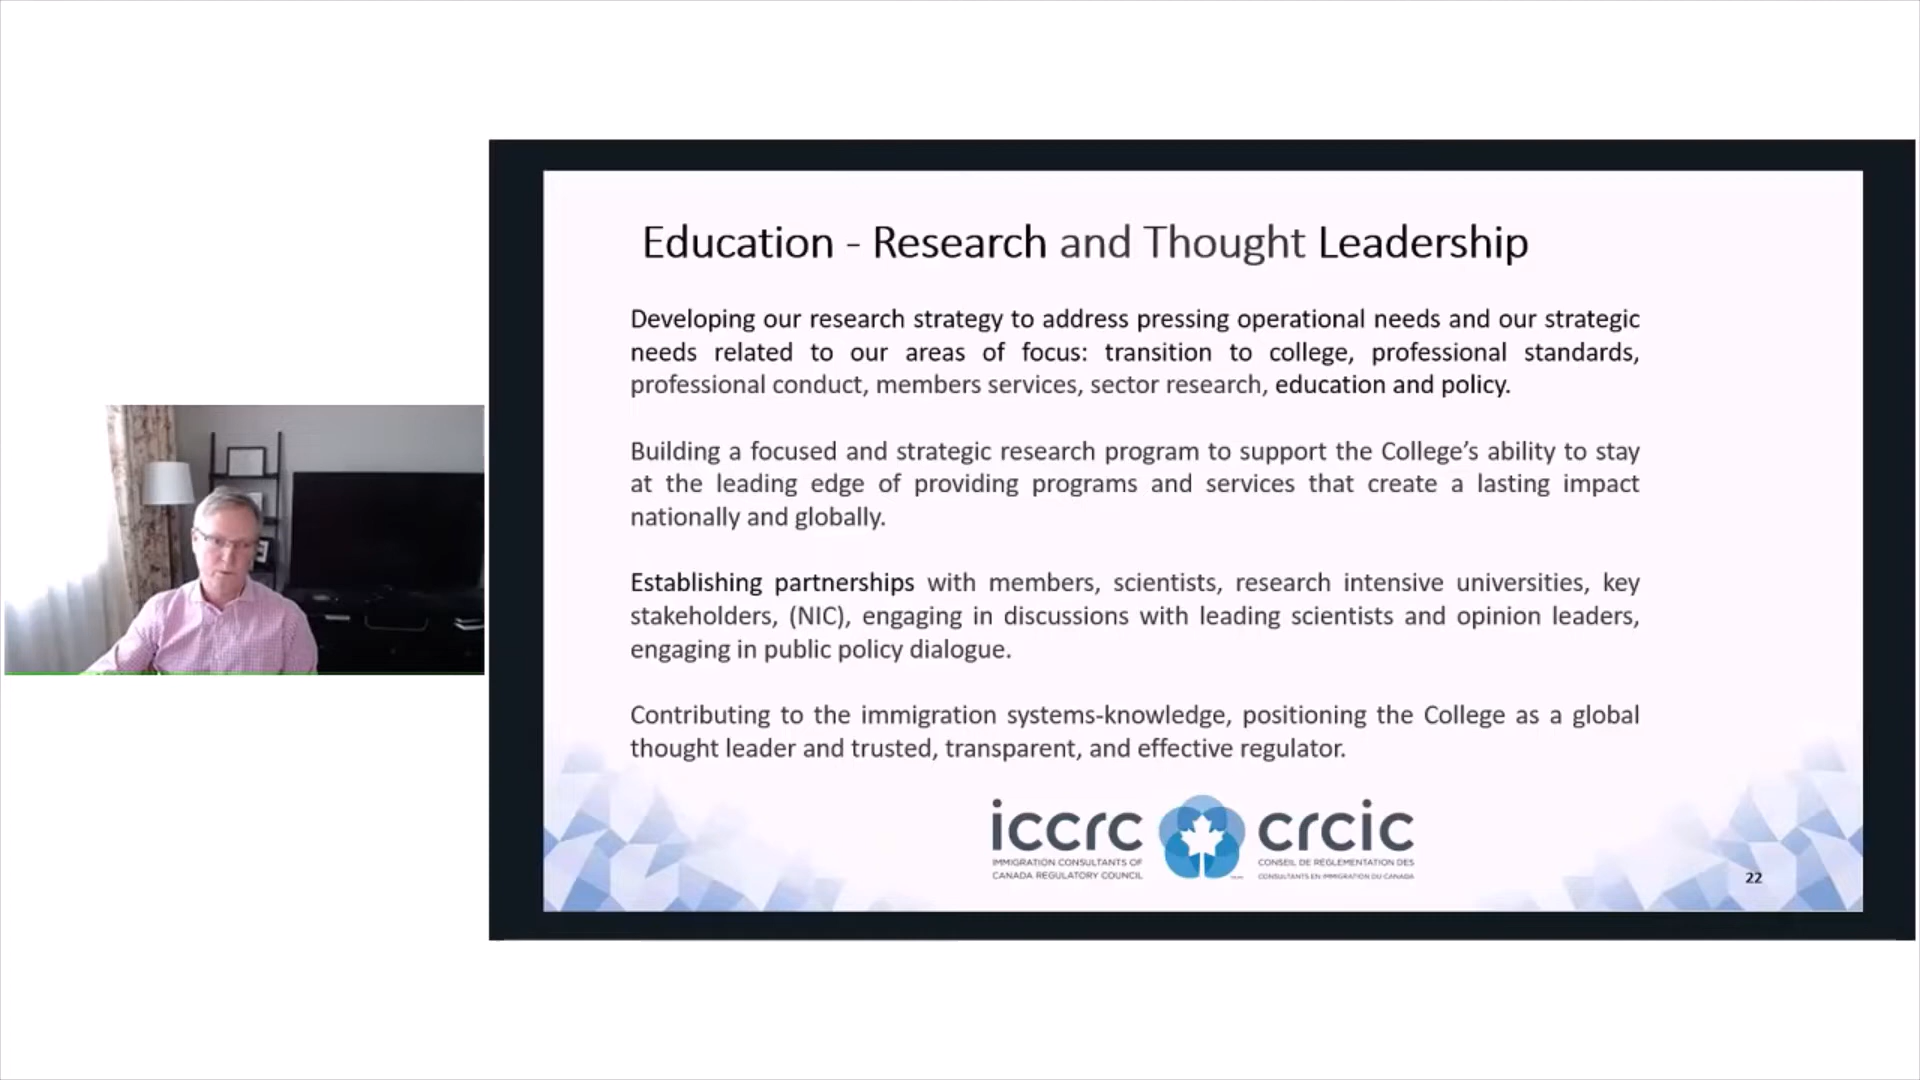 Education - Research and Thought Leadership
Developing our research strategy to address pressing operational needs and our strategic
needs related to our areas of focus: transition to college, professional standards,
professional conduct, members services, sector research, education and policy.
Building a focused and strategic research program to support the College’s ability to stay
at the leading edge of providing programs and services that create a lasting impact
nationally and globally.
Establishing partnerships with members, scientists, research intensive universities, key
stakeholders, (NIC), engaging in discussions with leading scientists and opinion leaders,
engaging in public policy dialogue.
Contributing to the immigration systems-knowledge, positioning the College as a global
thought leader and trusted, transparent, and effective regulator.
iccrc
IMMIGRATION CONSULTANTS OF
CANADA REGULATORY COUNCIL
crcic
CONSEIL DE RÉGLEMENTATION DES
CONSULTANTS EN IMMIGRATION DU CANADA
22